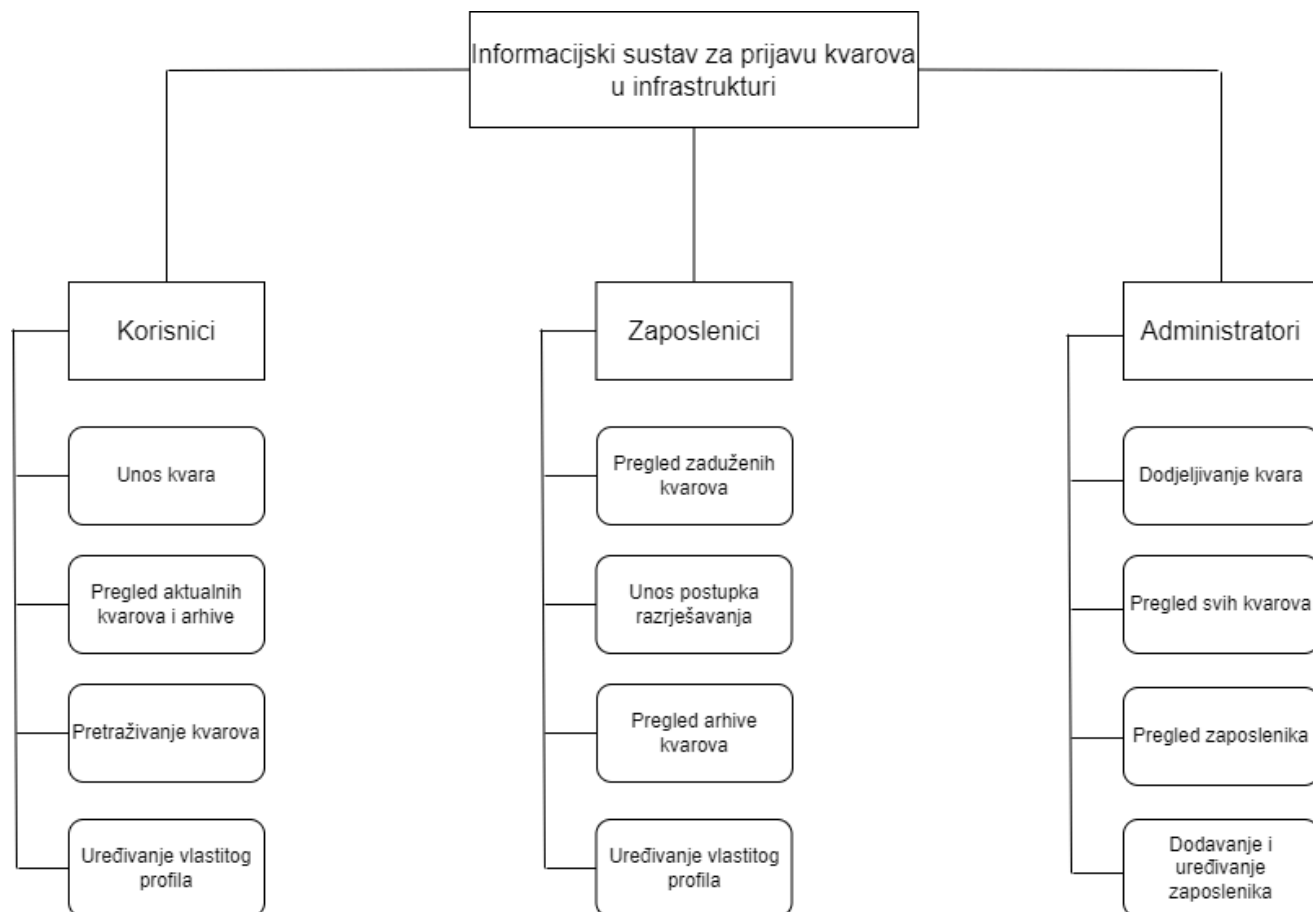 Informacijski sustav za prijavu kvarova
u infrastrukturi
Korisnici
Unos kvara
Pregled aktualnih
kvarova i arhive
Pretraživanje kvarova
Uređivanje vlastitog
profila
Zaposlenici
Pregled zaduženih
kvarova
Unos postupka
razrješavanja
Pregled arhive
kvarova
Uređivanje vlastitog
profila
Administratori
Dodjeljivanje kvara
Pregled svih kvarova
Pregled zaposlenika
Dodavanje i
uređivanje
zaposlenika